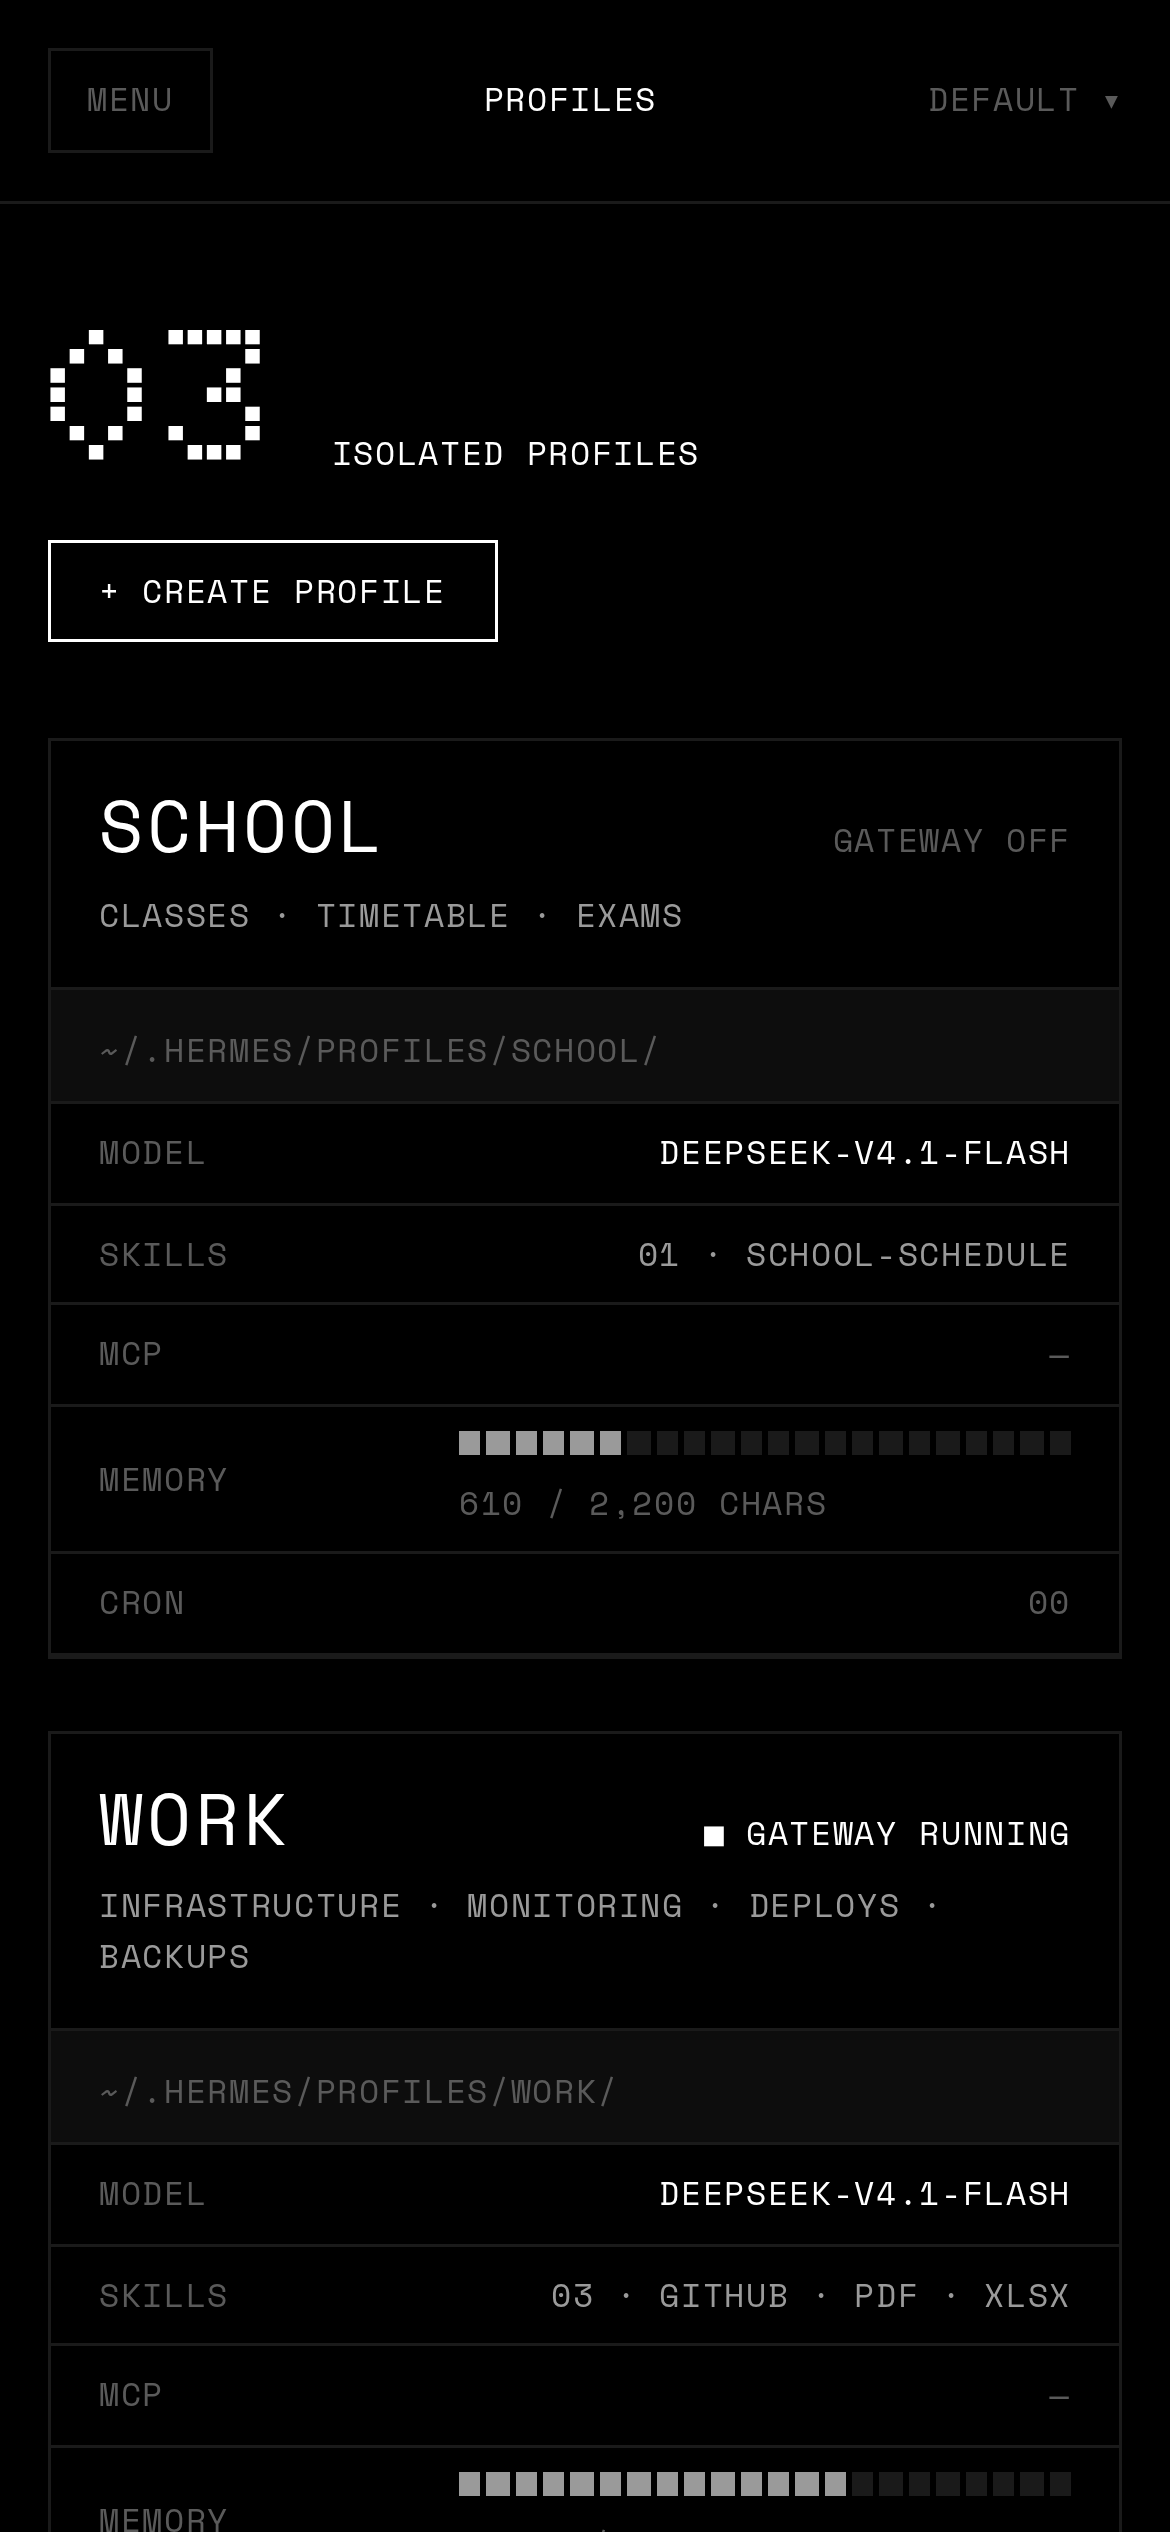 MENU
PROFILES
DEFAULT ▾
03
ISOLATED PROFILES
+ CREATE PROFILE
SCHOOL
GATEWAY OFF
CLASSES · TIMETABLE · EXAMS
~/.HERMES/PROFILES/SCHOOL/
MODEL
DEEPSEEK-V4.1-FLASH
SKILLS
01 · SCHOOL-SCHEDULE
MCP
—
MEMORY
610 / 2,200 CHARS
CRON
00
WORK
■ GATEWAY RUNNING
INFRASTRUCTURE · MONITORING · DEPLOYS ·
BACKUPS
~/.HERMES/PROFILES/WORK/
MODEL
DEEPSEEK-V4.1-FLASH
SKILLS
03 · GITHUB · PDF · XLSX
MCP
—
MEMORY